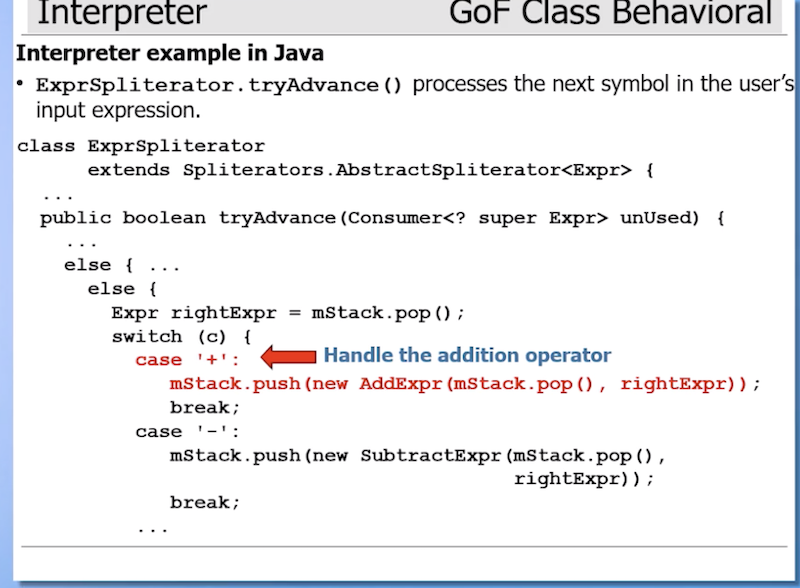 Interpreter GoF Class Behavioral
Interpreter example in Java
• ExprSpliterator.tryAdvance() processes the next symbol in the user's
input expression.
class ExprSpliterator
extends Spliterators.AbstractSpliterator<Expr> {
...
public boolean tryAdvance(Consumer<? super Expr> unUsed) {
...
else { ...
else {
Expr rightExpr = mStack.pop();
switch (c) {
case '+': Handle the addition operator
mStack.push(new AddExpr(mStack.pop(), rightExpr));
break;
case '-':
mStack.push(new SubtractExpr(mStack.pop(),
rightExpr));
break;
...